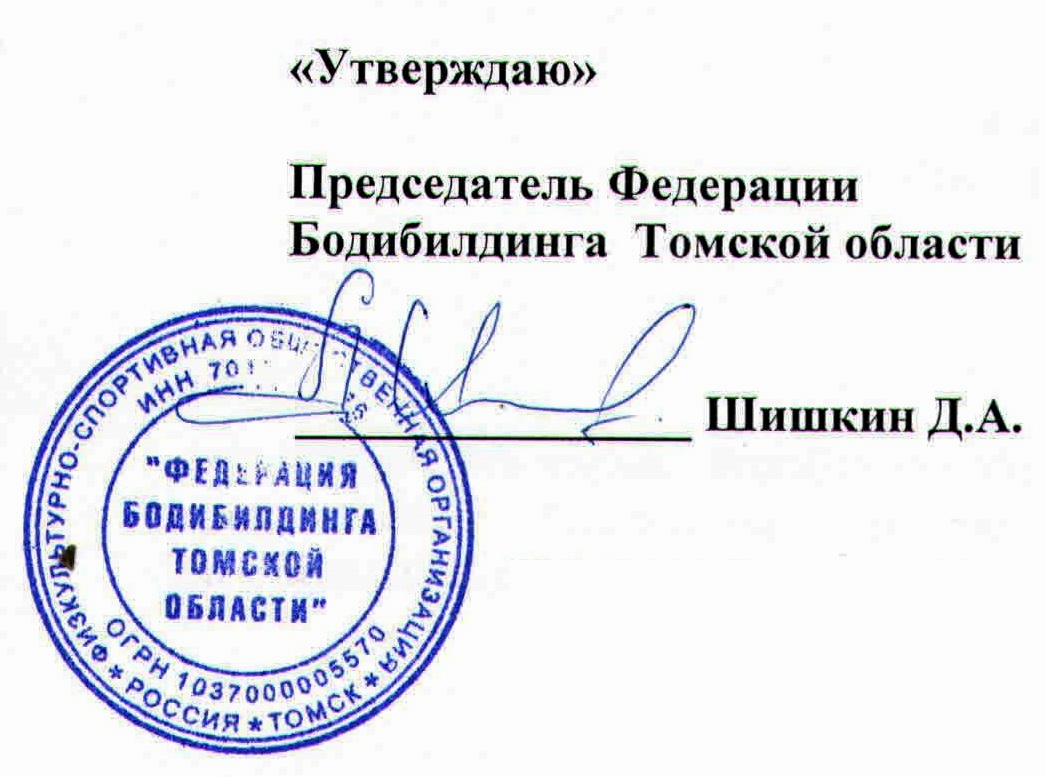 «Утверждаю»
Председатель Федерации
Бодибилдинга Томской области
Шишкин Д.А.
ФИЗКУЛЬТУРНО-СПОРТИВНАЯ ОБЩЕСТВЕННАЯ ОРГАНИЗАЦИЯ
ИНН
"ФЕДЕРАЦИЯ
БОДИБИЛДИНГА
ТОМСКОЙ
ОБЛАСТИ"
ОГРН 1037000005570
* РОССИЯ * ТОМСК *